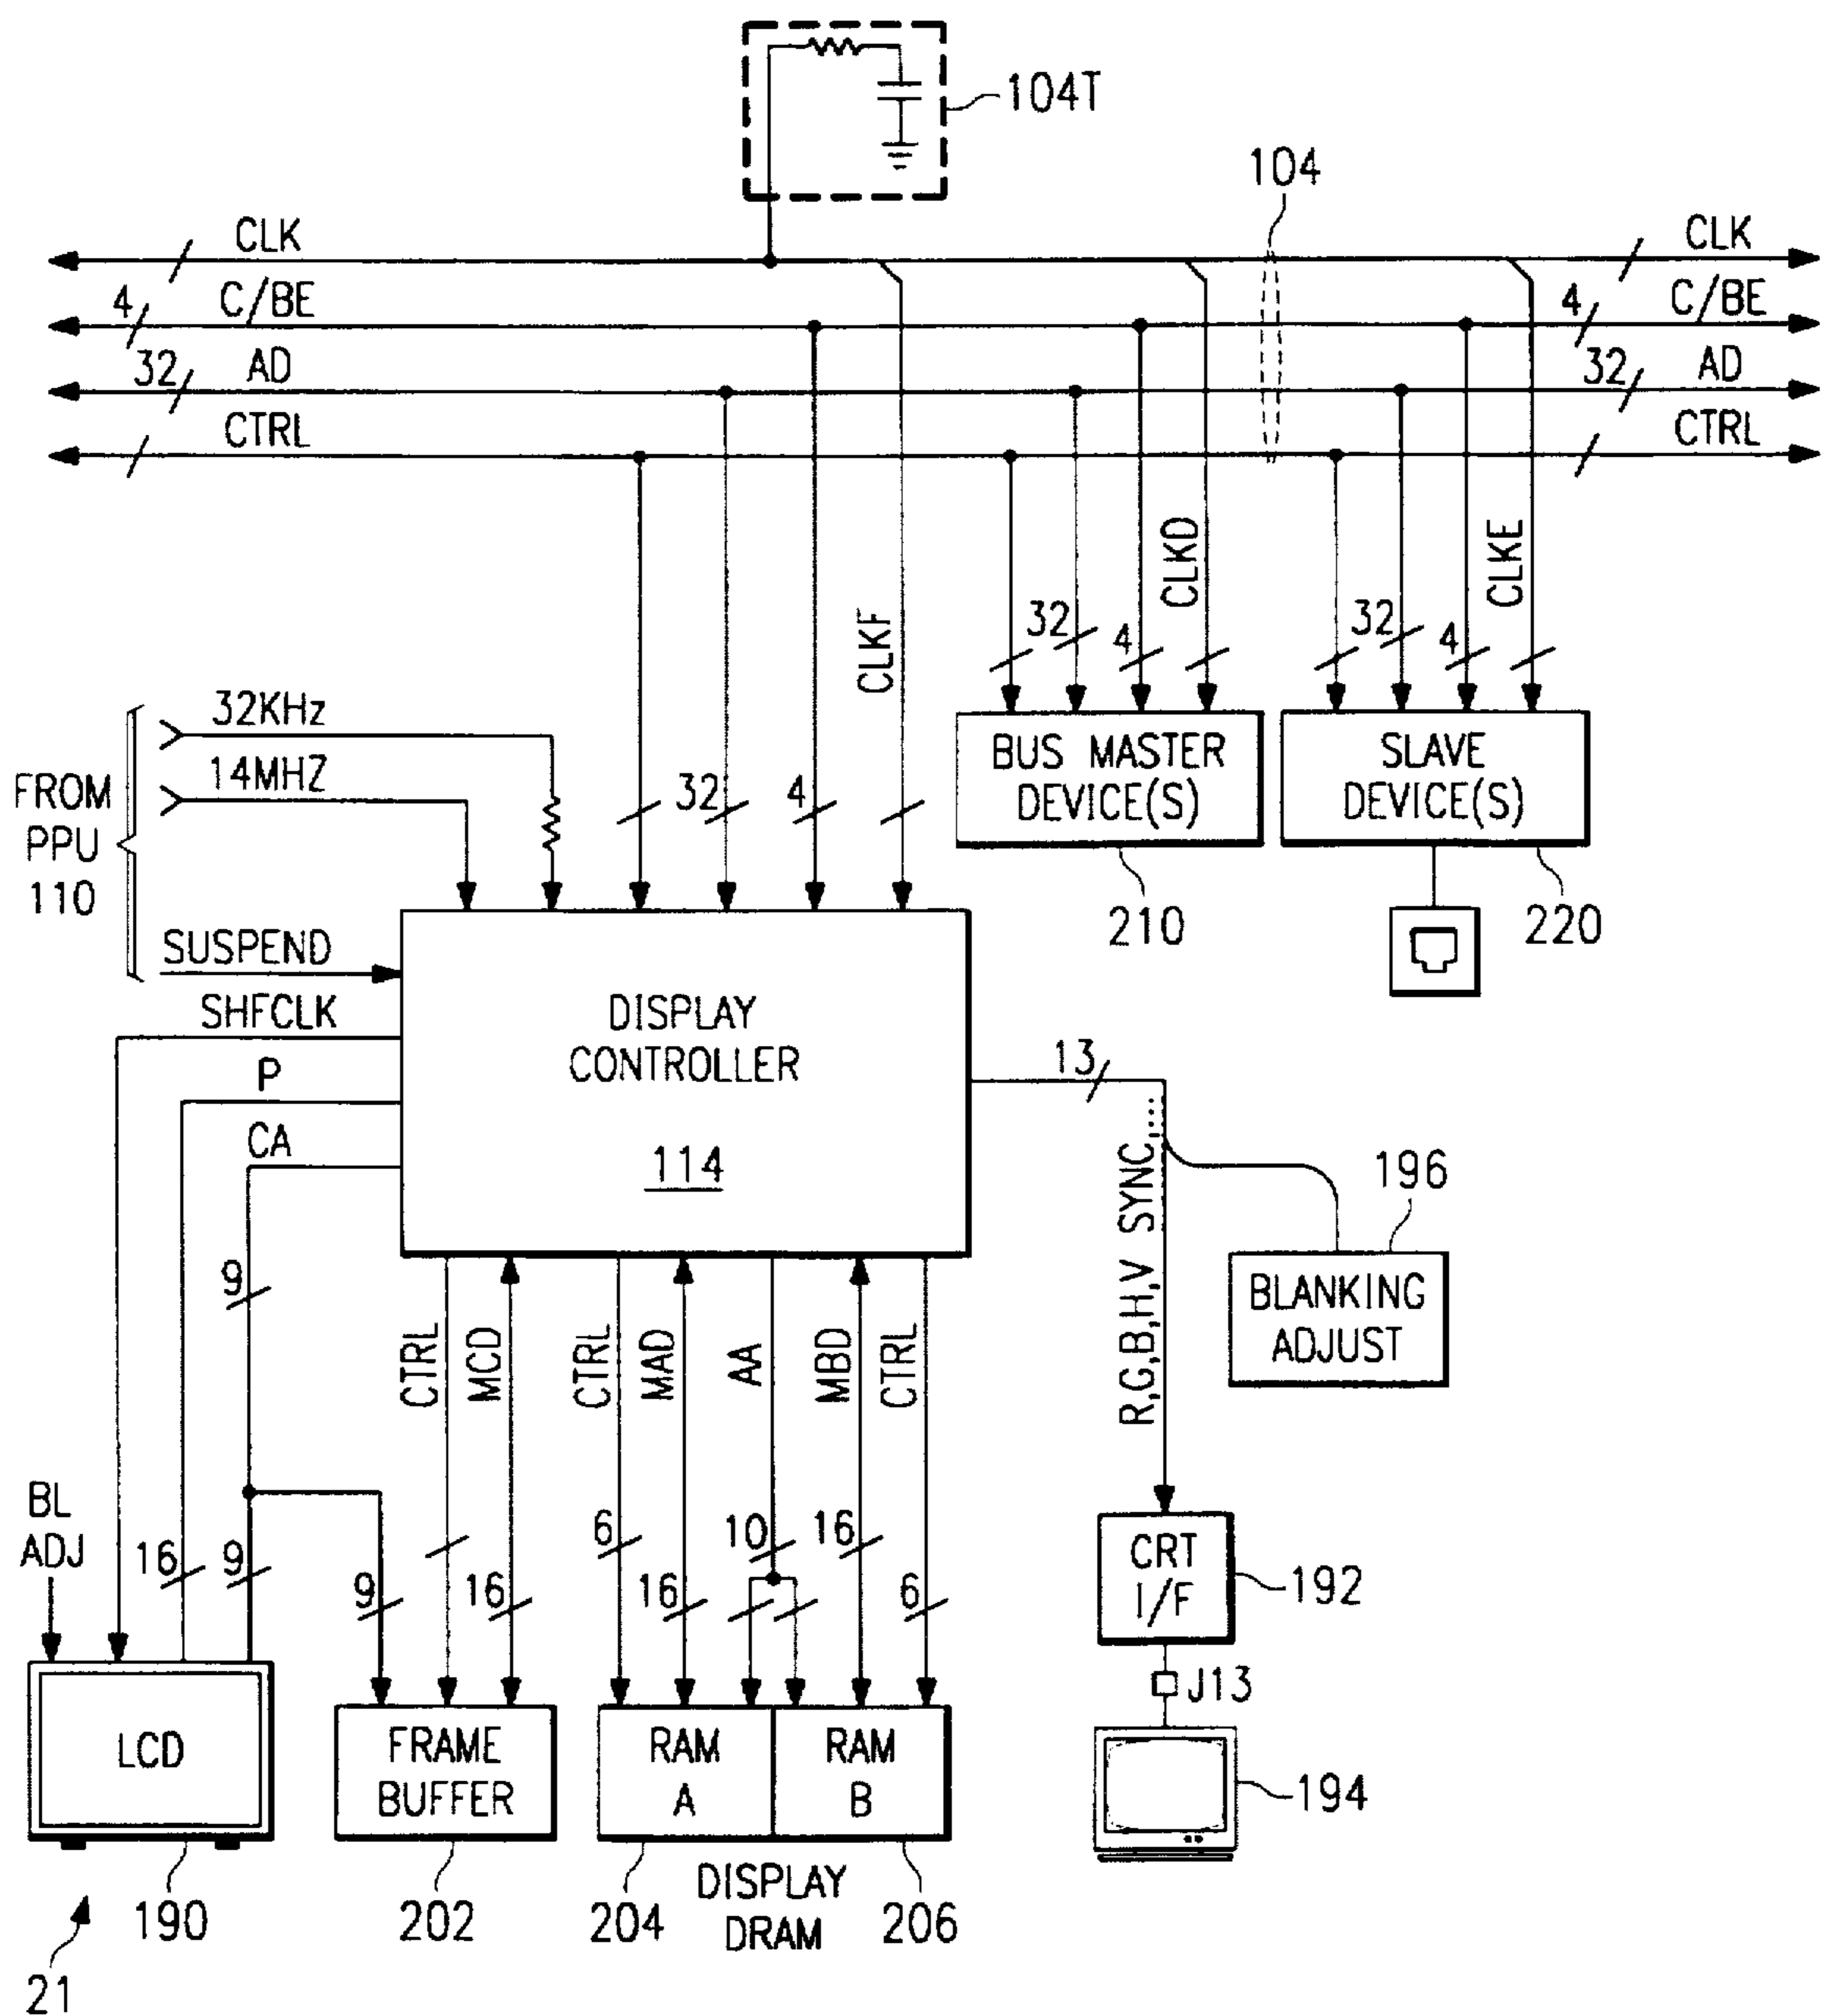 104T
104
CLK
CLK
4
C/BE
4
C/BE
32
AD
32
AD
CTRL
CTRL
CLKF
CLKD
CLKE
32
4
32
4
32
4
FROM
PPU
110
32KHz
14MHZ
SUSPEND
BUS MASTER
DEVICE(S)
210
SLAVE
DEVICE(S)
220
SHFCLK
P
CA
DISPLAY
CONTROLLER
114
13
R,G,B,H,V SYNC,...
196
BLANKING
ADJUST
9
CTRL
MCD
CTRL
MAD
AA
MBD
CTRL
BL
ADJ
16
9
9
16
6
16
10
16
6
CRT
I/F
192
J13
194
LCD
190
FRAME
BUFFER
202
RAM
A
204
RAM
B
206
DISPLAY
DRAM
21